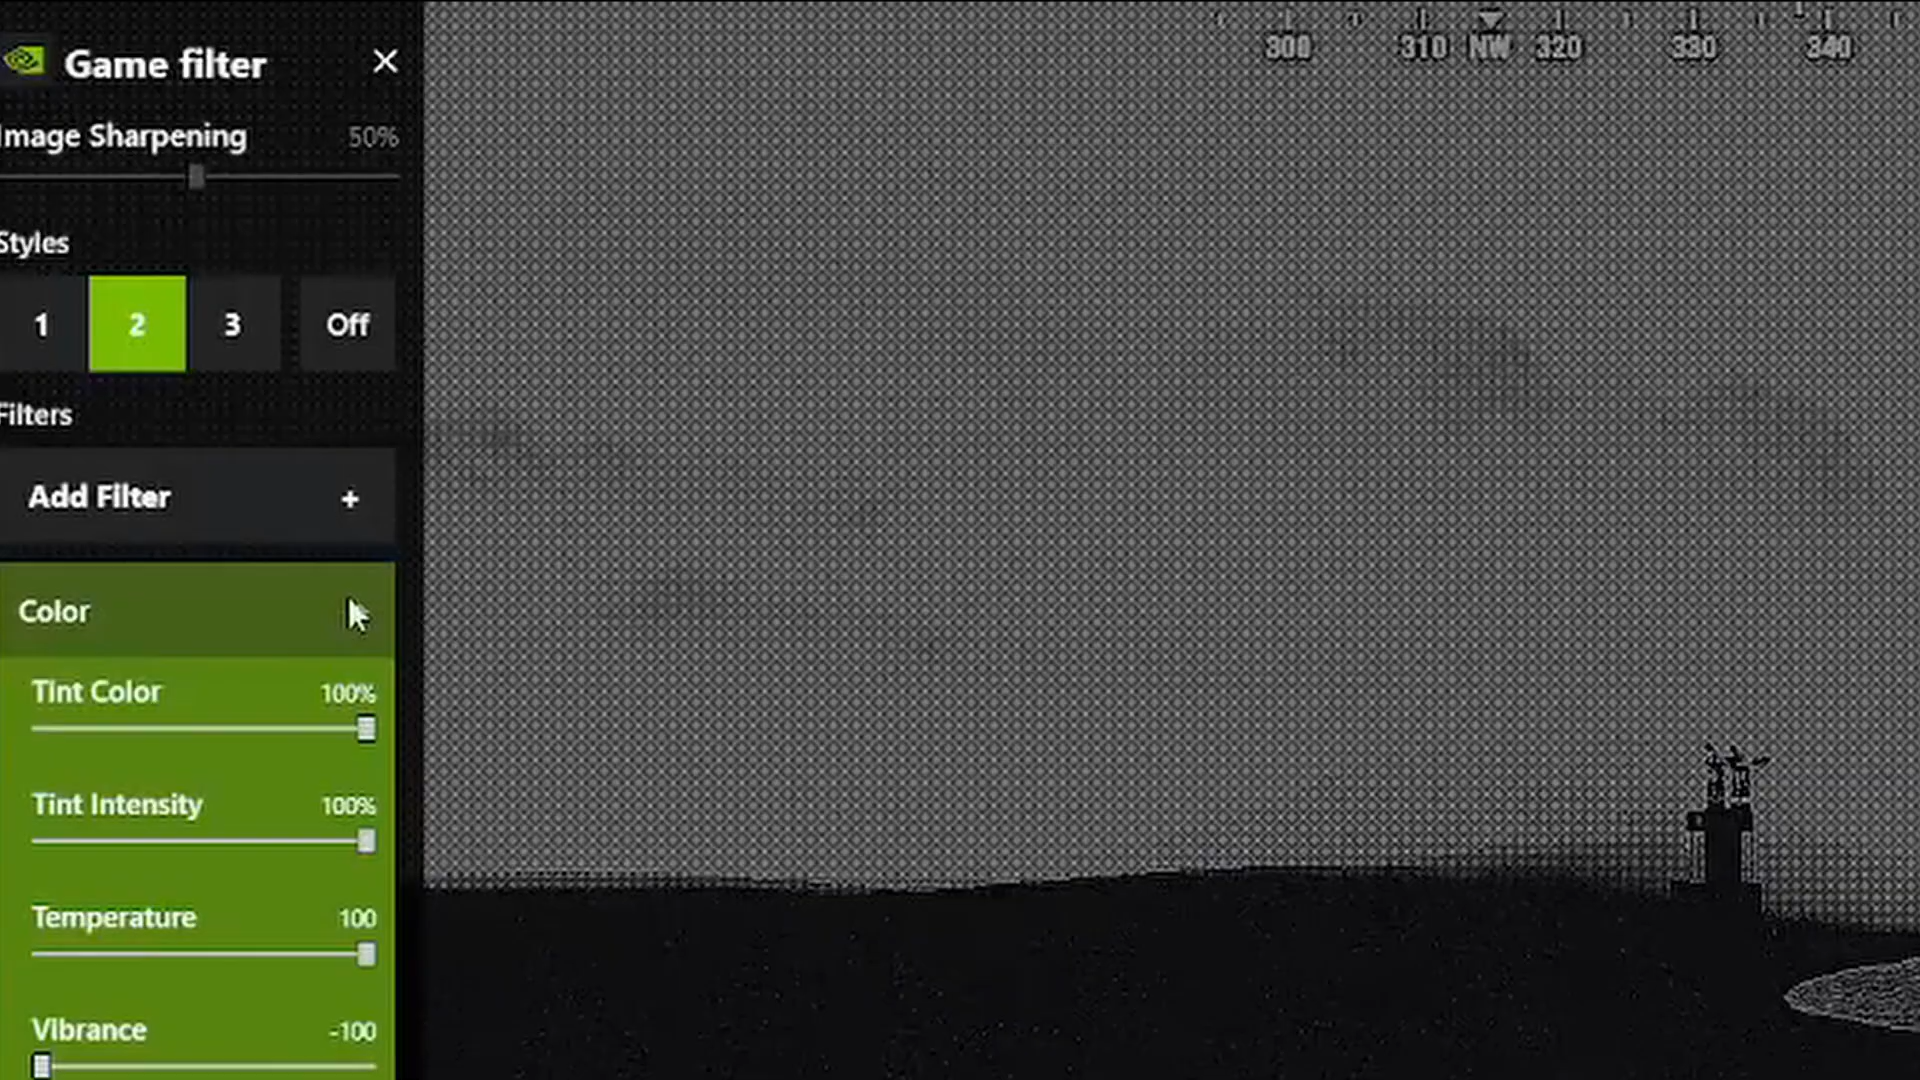 Game filter
Image Sharpening 50%
Styles
1 2 3 Off
Filters
Add Filter +
Color
Tint Color 100%
Tint Intensity 100%
Temperature 100
Vibrance -100
300 310 NW 320 330 340